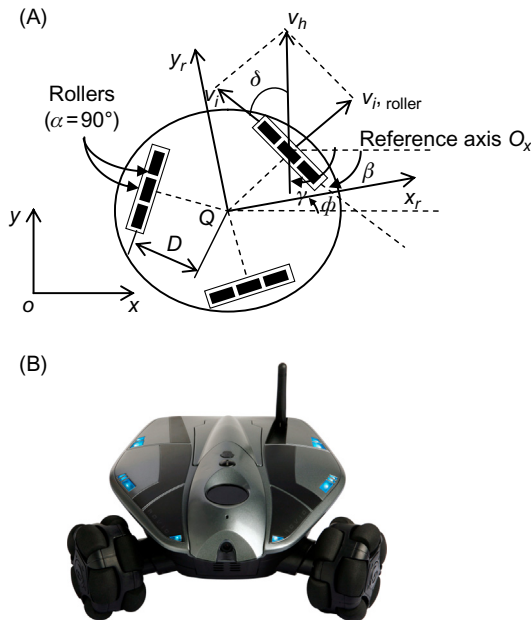 (A)
v_h
y_r
δ
v_i
v_i, roller
Rollers
(α = 90°)
Reference axis O_x
β
γ
x_r
ϕ
Q
D
y
o
x
(B)